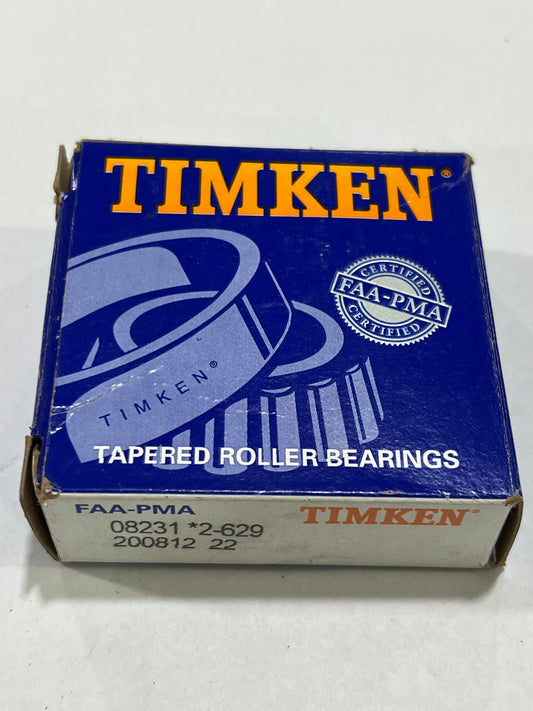 TIMKEN®
CERTIFIED
FAA-PMA
CERTIFIED
TIMKEN®
TAPERED ROLLER BEARINGS
FAA-PMA
08231 *2-629
200812 22
TIMKEN®